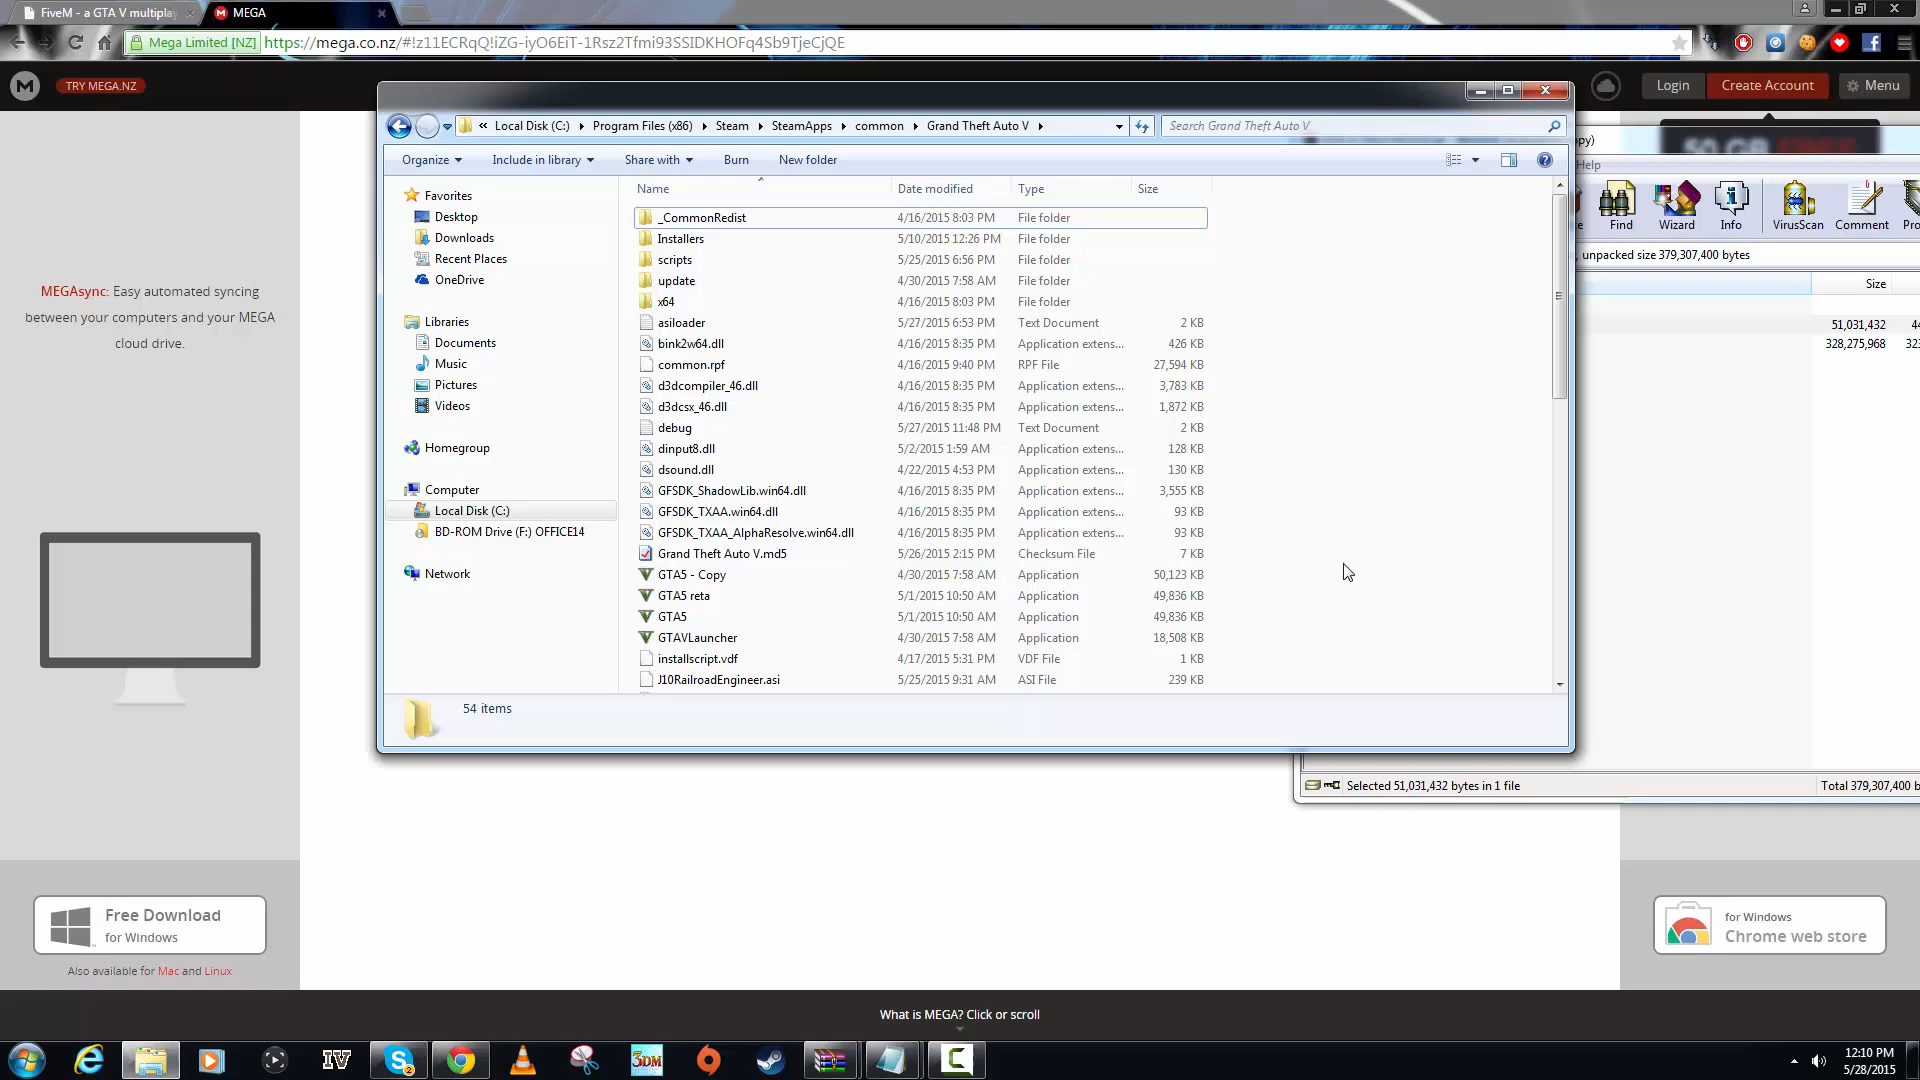 FiveM - a GTA V multiplay
MEGA
Mega Limited [NZ]
https://mega.co.nz/#!z11ECRqQ!iZG-iyO6EiT-1Rsz2Tfmi93SSIDKHOFq4Sb9TjeCjQE
TRY MEGA.NZ
Login
Create Account
Menu
« Local Disk (C:) Program Files (x86) Steam SteamApps common Grand Theft Auto V
Search Grand Theft Auto V
Organize
Include in library
Share with
Burn
New folder
Name Date modified Type Size
Favorites
Desktop
Downloads
Recent Places
OneDrive
Libraries
Documents
Music
Pictures
Videos
Homegroup
Computer
Local Disk (C:)
BD-ROM Drive (F:) OFFICE14
Network
_CommonRedist 4/16/2015 8:03 PM File folder
Installers 5/10/2015 12:26 PM File folder
scripts 5/25/2015 6:56 PM File folder
update 4/30/2015 7:58 AM File folder
x64 4/16/2015 8:03 PM File folder
asiloader 5/27/2015 6:53 PM Text Document 2 KB
bink2w64.dll 4/16/2015 8:35 PM Application extens... 426 KB
common.rpf 4/16/2015 9:40 PM RPF File 27,594 KB
d3dcompiler_46.dll 4/16/2015 8:35 PM Application extens... 3,783 KB
d3dcsx_46.dll 4/16/2015 8:35 PM Application extens... 1,872 KB
debug 5/27/2015 11:48 PM Text Document 2 KB
dinput8.dll 5/2/2015 1:59 AM Application extens... 128 KB
dsound.dll 4/22/2015 4:53 PM Application extens... 130 KB
GFSDK_ShadowLib.win64.dll 4/16/2015 8:35 PM Application extens... 3,555 KB
GFSDK_TXAA.win64.dll 4/16/2015 8:35 PM Application extens... 93 KB
GFSDK_TXAA_AlphaResolve.win64.dll 4/16/2015 8:35 PM Application extens... 93 KB
Grand Theft Auto V.md5 5/26/2015 2:15 PM Checksum File 7 KB
GTA5 - Copy 4/30/2015 7:58 AM Application 50,123 KB
GTA5 reta 5/1/2015 10:50 AM Application 49,836 KB
GTA5 5/1/2015 10:50 AM Application 49,836 KB
GTAVLauncher 4/30/2015 7:58 AM Application 18,508 KB
installscript.vdf 4/17/2015 5:31 PM VDF File 1 KB
J10RailroadEngineer.asi 5/25/2015 9:31 AM ASI File 239 KB
54 items
py)
Help
Find Wizard Info VirusScan Comment Pro
, unpacked size 379,307,400 bytes
Size
51,031,432 44
328,275,968 323
Selected 51,031,432 bytes in 1 file
Total 379,307,400 b
MEGAsync: Easy automated syncing
between your computers and your MEGA
cloud drive.
Free Download
for Windows
Also available for Mac and Linux
for Windows
Chrome web store
What is MEGA? Click or scroll
IV
2
3DM
12:10 PM
5/28/2015